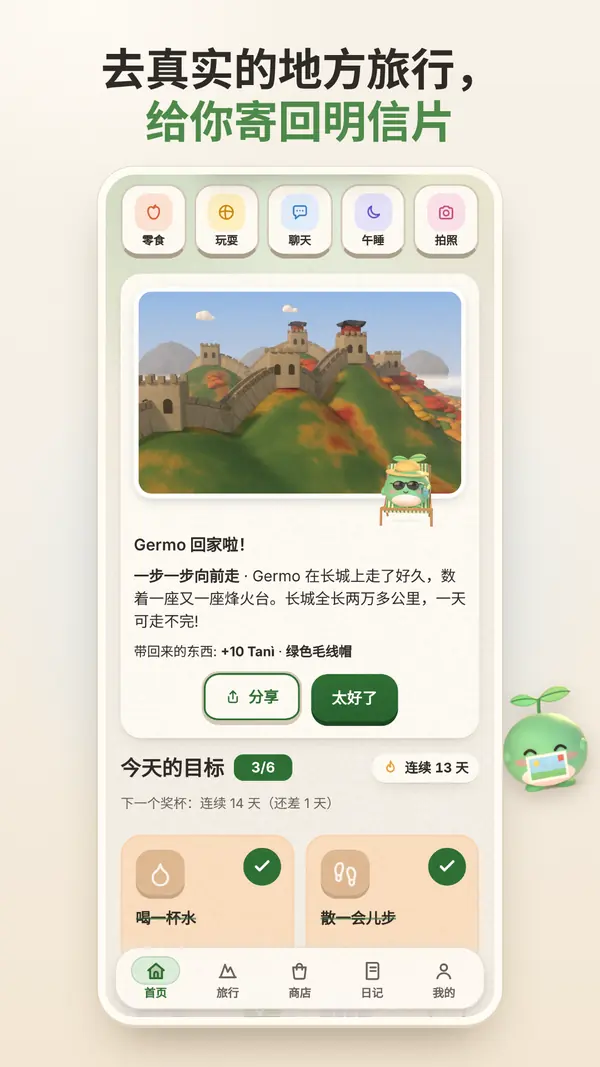 去真实的地方旅行，
给你寄回明信片
零食 玩耍 聊天 午睡 拍照
Germo 回家啦！
一步一步向前走 · Germo 在长城上走了好久，数
着一座又一座烽火台。长城全长两万多公里，一天
可走不完!
带回来的东西: +10 Tanì · 绿色毛线帽
分享 太好了
今天的目标 3/6 连续 13 天
下一个奖杯：连续 14 天（还差 1 天）
喝一杯水 散一会儿步
首页 旅行 商店 日记 我的